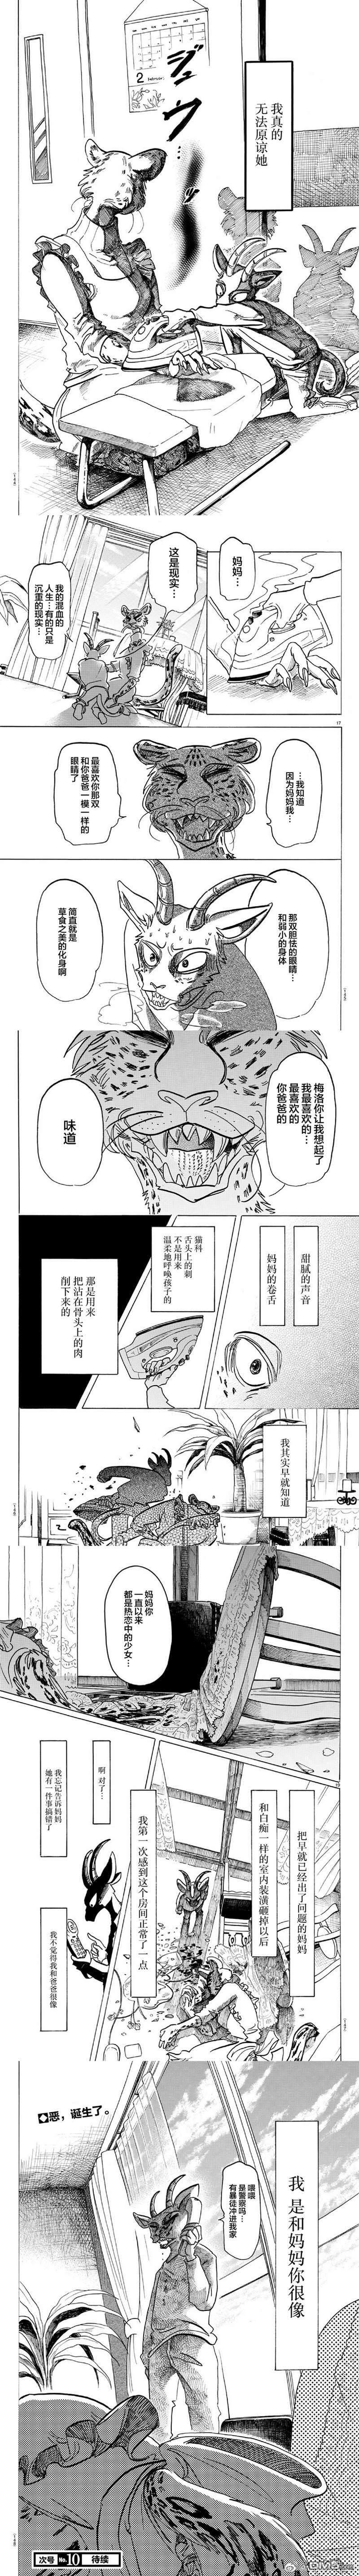 2
Februari
ジュウ
我真的
无法原谅她
妈妈…
这是现实…
我的混血的
人生…有的只是
沉重的现实…
17
…我知道
因为妈妈我…
最喜欢你那双
和你爸爸一模一样的
眼睛了
那双胆怯的眼睛…
和弱小的身体
简直就是
草食之美的化身啊
梅洛你让我想起了
我最喜欢的…
最喜欢的
你爸爸的
味道
甜腻的声音
妈妈的卷舌
猫科
舌头上的刺
不是用来
温柔地呼唤孩子的
那是用来
把沾在骨头上的肉
削下来的
我其实早就知道
妈妈你
一直以来
都是热恋中的少女…
把早就已经出了问题的妈妈
和白痴一样的室内装潢砸掉以后
我第一次感到这个房间正常了一点
啊
对了…
我忘记告诉妈妈
她有一件事搞错了
我不觉得我和爸爸很像
我 是和妈妈你很像
喂喂
是警察吗…
有暴徒冲进我家
恶，诞生了。
次号No.10 待续